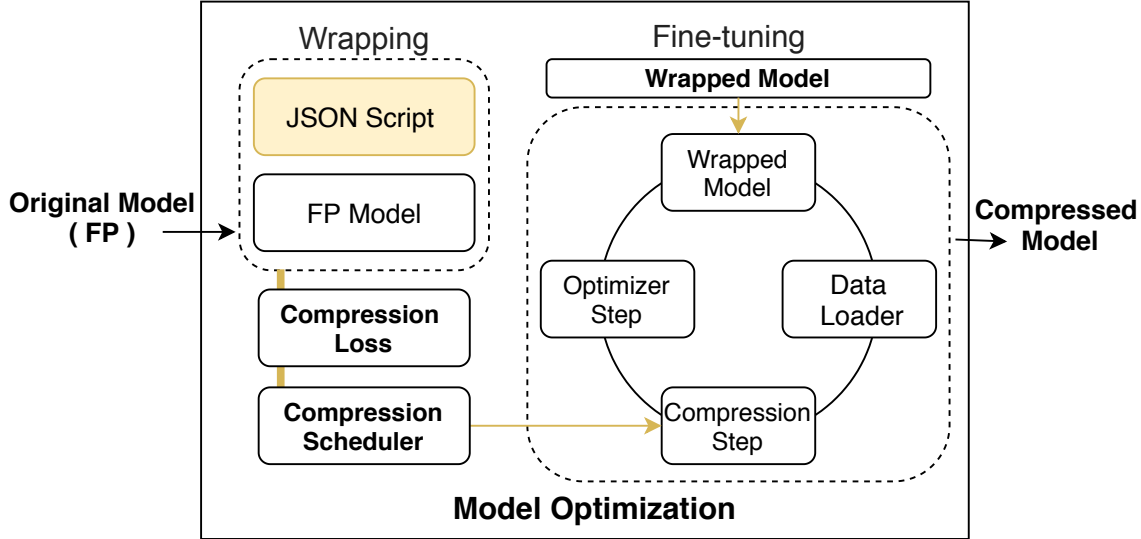 Wrapping
JSON Script
FP Model
Original Model
( FP )
Compression
Loss
Compression
Scheduler
Fine-tuning
Wrapped Model
Wrapped
Model
Optimizer
Step
Data
Loader
Compression
Step
Compressed
Model
Model Optimization